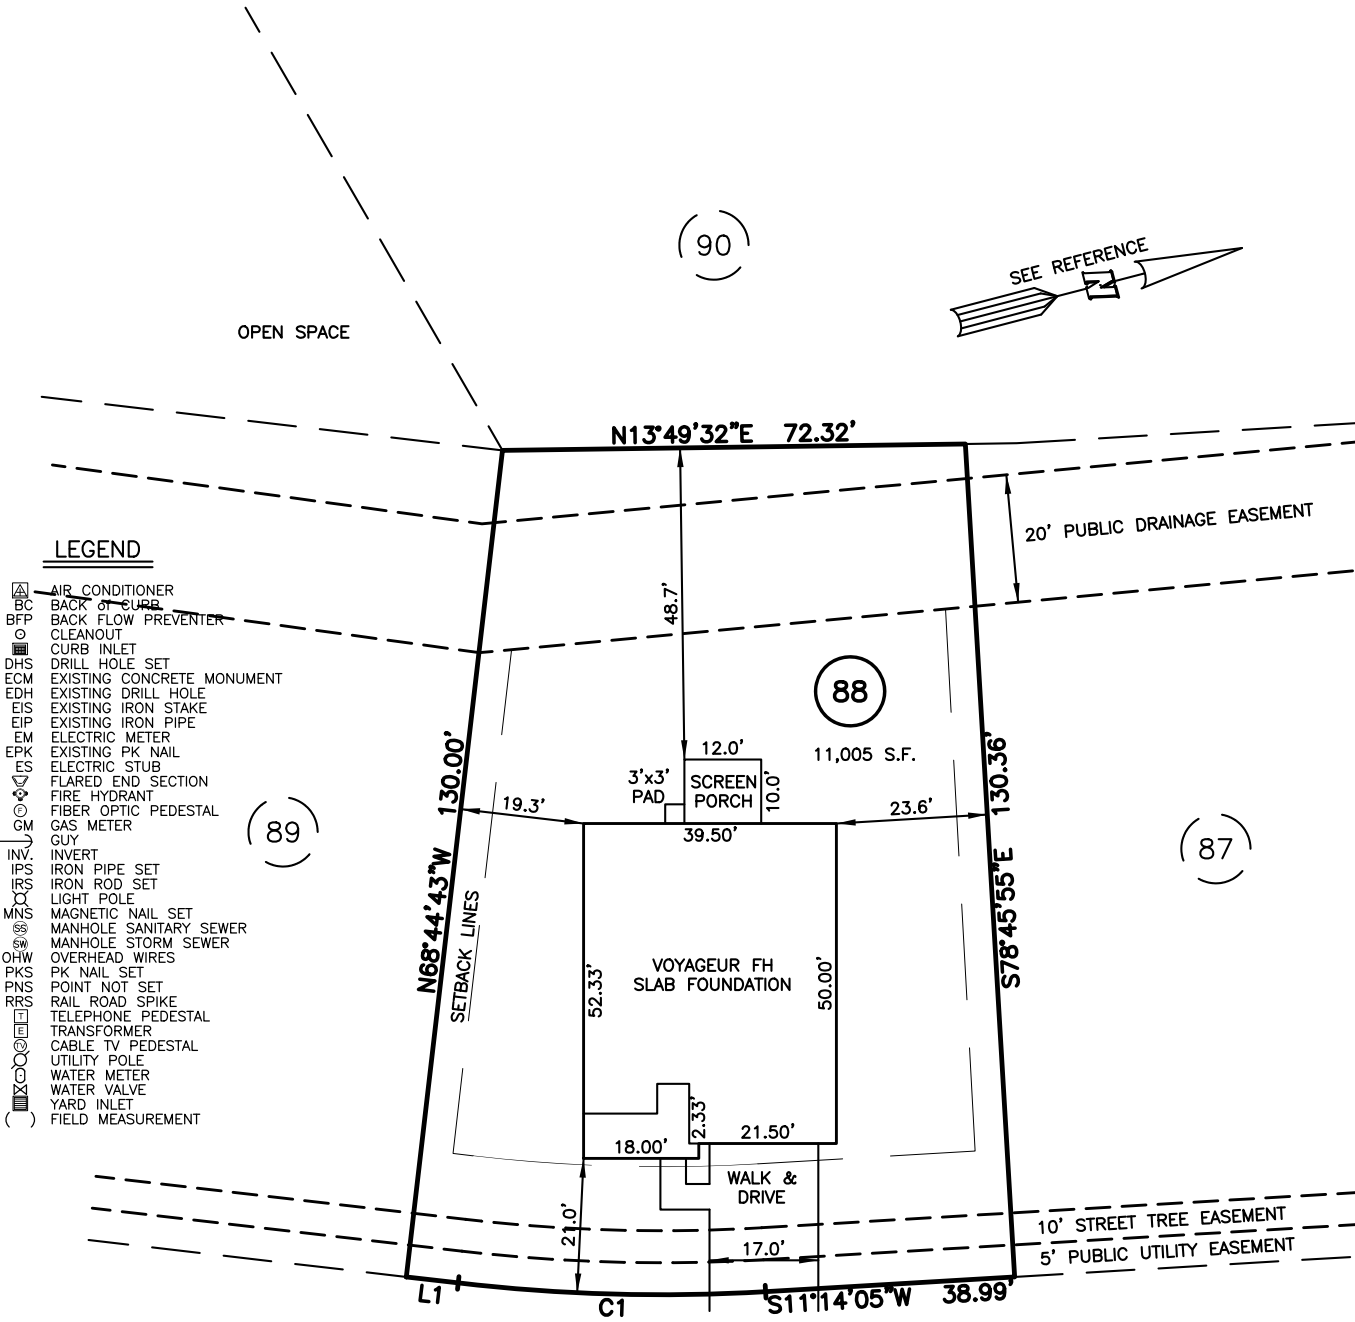 90
SEE REFERENCE
N
OPEN SPACE
N13°49'32"E 72.32'
20' PUBLIC DRAINAGE EASEMENT
48.7'
88
11,005 S.F.
12.0'
3'x3'
PAD
SCREEN
PORCH
10.0'
130.00'
N68°44'43"W
130.36'
S78°45'55"E
19.3'
23.6'
39.50'
89
87
SETBACK LINES
VOYAGEUR FH
SLAB FOUNDATION
52.33'
50.00'
2.33'
18.00'
21.50'
WALK &
DRIVE
21.0'
17.0'
10' STREET TREE EASEMENT
5' PUBLIC UTILITY EASEMENT
L1
C1
S11°14'05"W 38.99'
LEGEND
A AIR CONDITIONER
BC BACK of CURB
BFP BACK FLOW PREVENTER
CLEANOUT
CURB INLET
DHS DRILL HOLE SET
ECM EXISTING CONCRETE MONUMENT
EDH EXISTING DRILL HOLE
EIS EXISTING IRON STAKE
EIP EXISTING IRON PIPE
EM ELECTRIC METER
EPK EXISTING PK NAIL
ES ELECTRIC STUB
FLARED END SECTION
FIRE HYDRANT
F FIBER OPTIC PEDESTAL
GM GAS METER
GUY
INV. INVERT
IPS IRON PIPE SET
IRS IRON ROD SET
LIGHT POLE
MNS MAGNETIC NAIL SET
SS MANHOLE SANITARY SEWER
SW MANHOLE STORM SEWER
OHW OVERHEAD WIRES
PKS PK NAIL SET
PNS POINT NOT SET
RRS RAIL ROAD SPIKE
T TELEPHONE PEDESTAL
E TRANSFORMER
TV CABLE TV PEDESTAL
UTILITY POLE
WATER METER
WATER VALVE
YARD INLET
( ) FIELD MEASUREMENT